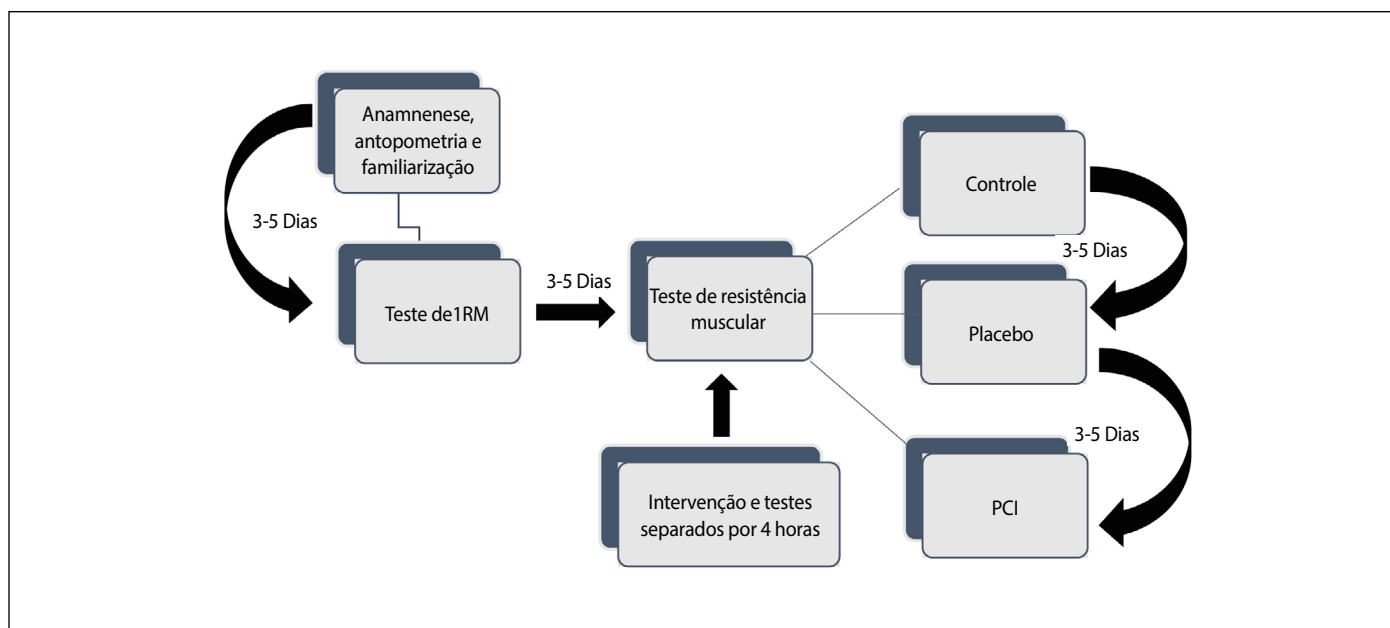 Anamnenese,
antopometria e
familiarização
3-5 Dias
Teste de1RM
3-5 Dias
Teste de resistência
muscular
Intervenção e testes
separados por 4 horas
Controle
3-5 Dias
Placebo
3-5 Dias
PCI